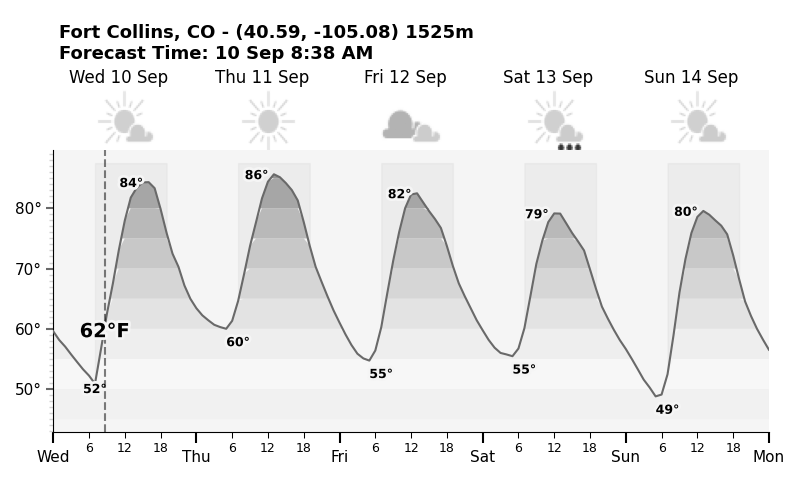 Fort Collins, CO - (40.59, -105.08) 1525m
Forecast Time: 10 Sep 8:38 AM
Wed 10 Sep Thu 11 Sep Fri 12 Sep Sat 13 Sep Sun 14 Sep
84° 86° 82° 79° 80°
80°
70°
60°
50°
62°F
52° 60° 55° 55° 49°
6 12 18 6 12 18 6 12 18 6 12 18 6 12 18
Wed Thu Fri Sat Sun Mon